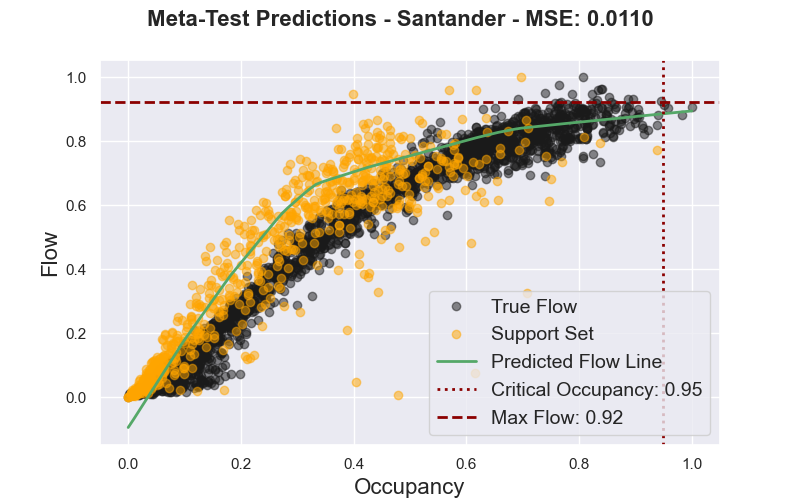 Meta-Test Predictions - Santander - MSE: 0.0110
1.0
0.8
0.6
0.4
0.2
0.0
Flow
True Flow
Support Set
Predicted Flow Line
Critical Occupancy: 0.95
Max Flow: 0.92
0.0 0.2 0.4 0.6 0.8 1.0
Occupancy